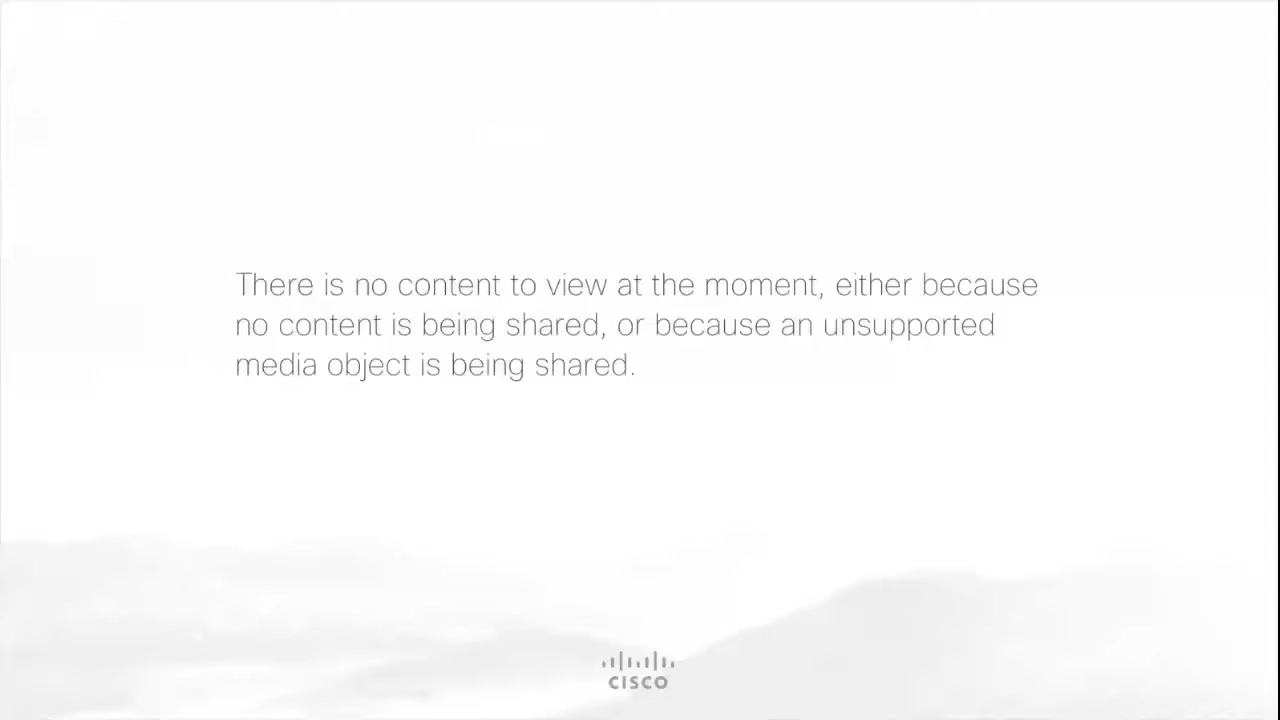 There is no content to view at the moment, either because
no content is being shared, or because an unsupported
media object is being shared.
CISCO